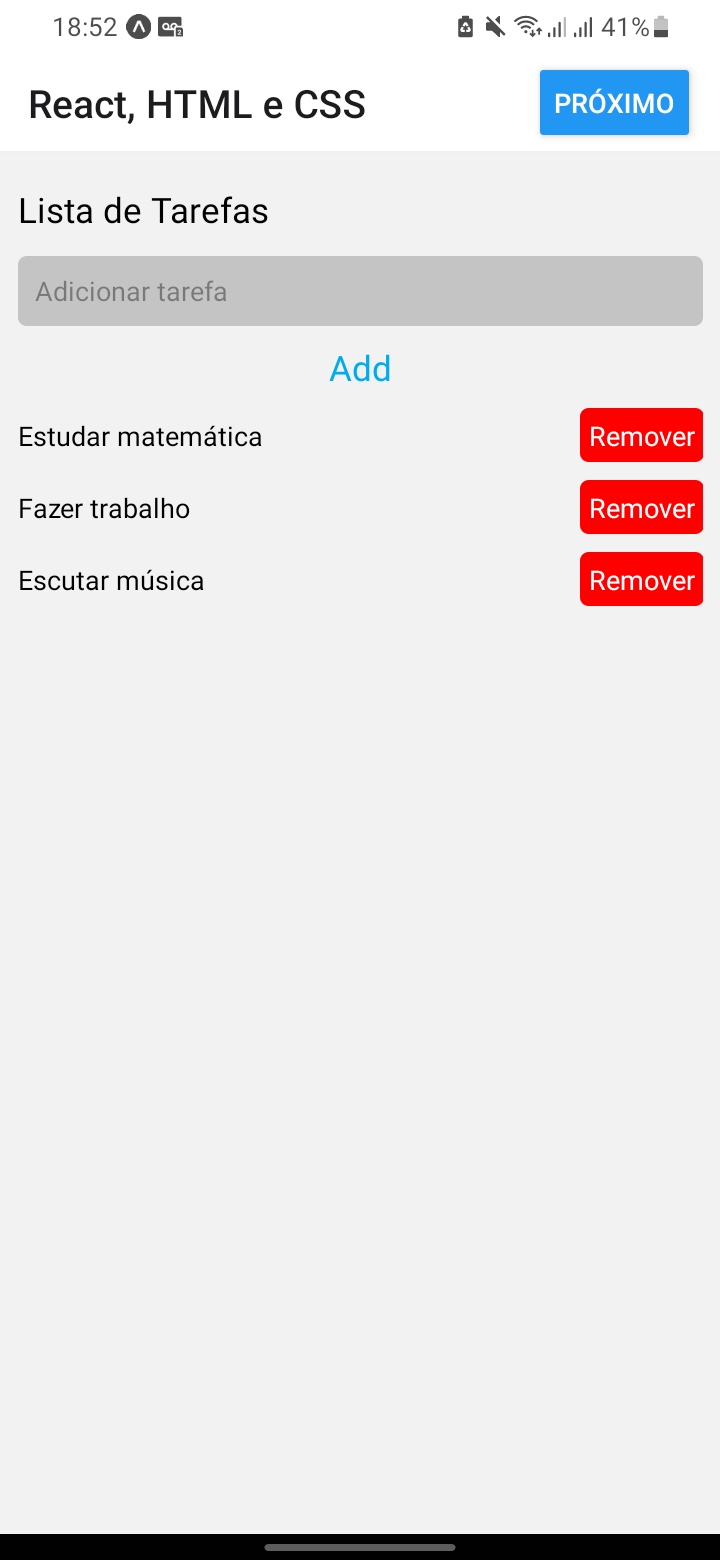 18:52 41%
React, HTML e CSS PRÓXIMO
Lista de Tarefas
Adicionar tarefa
Add
Estudar matemática Remover
Fazer trabalho Remover
Escutar música Remover